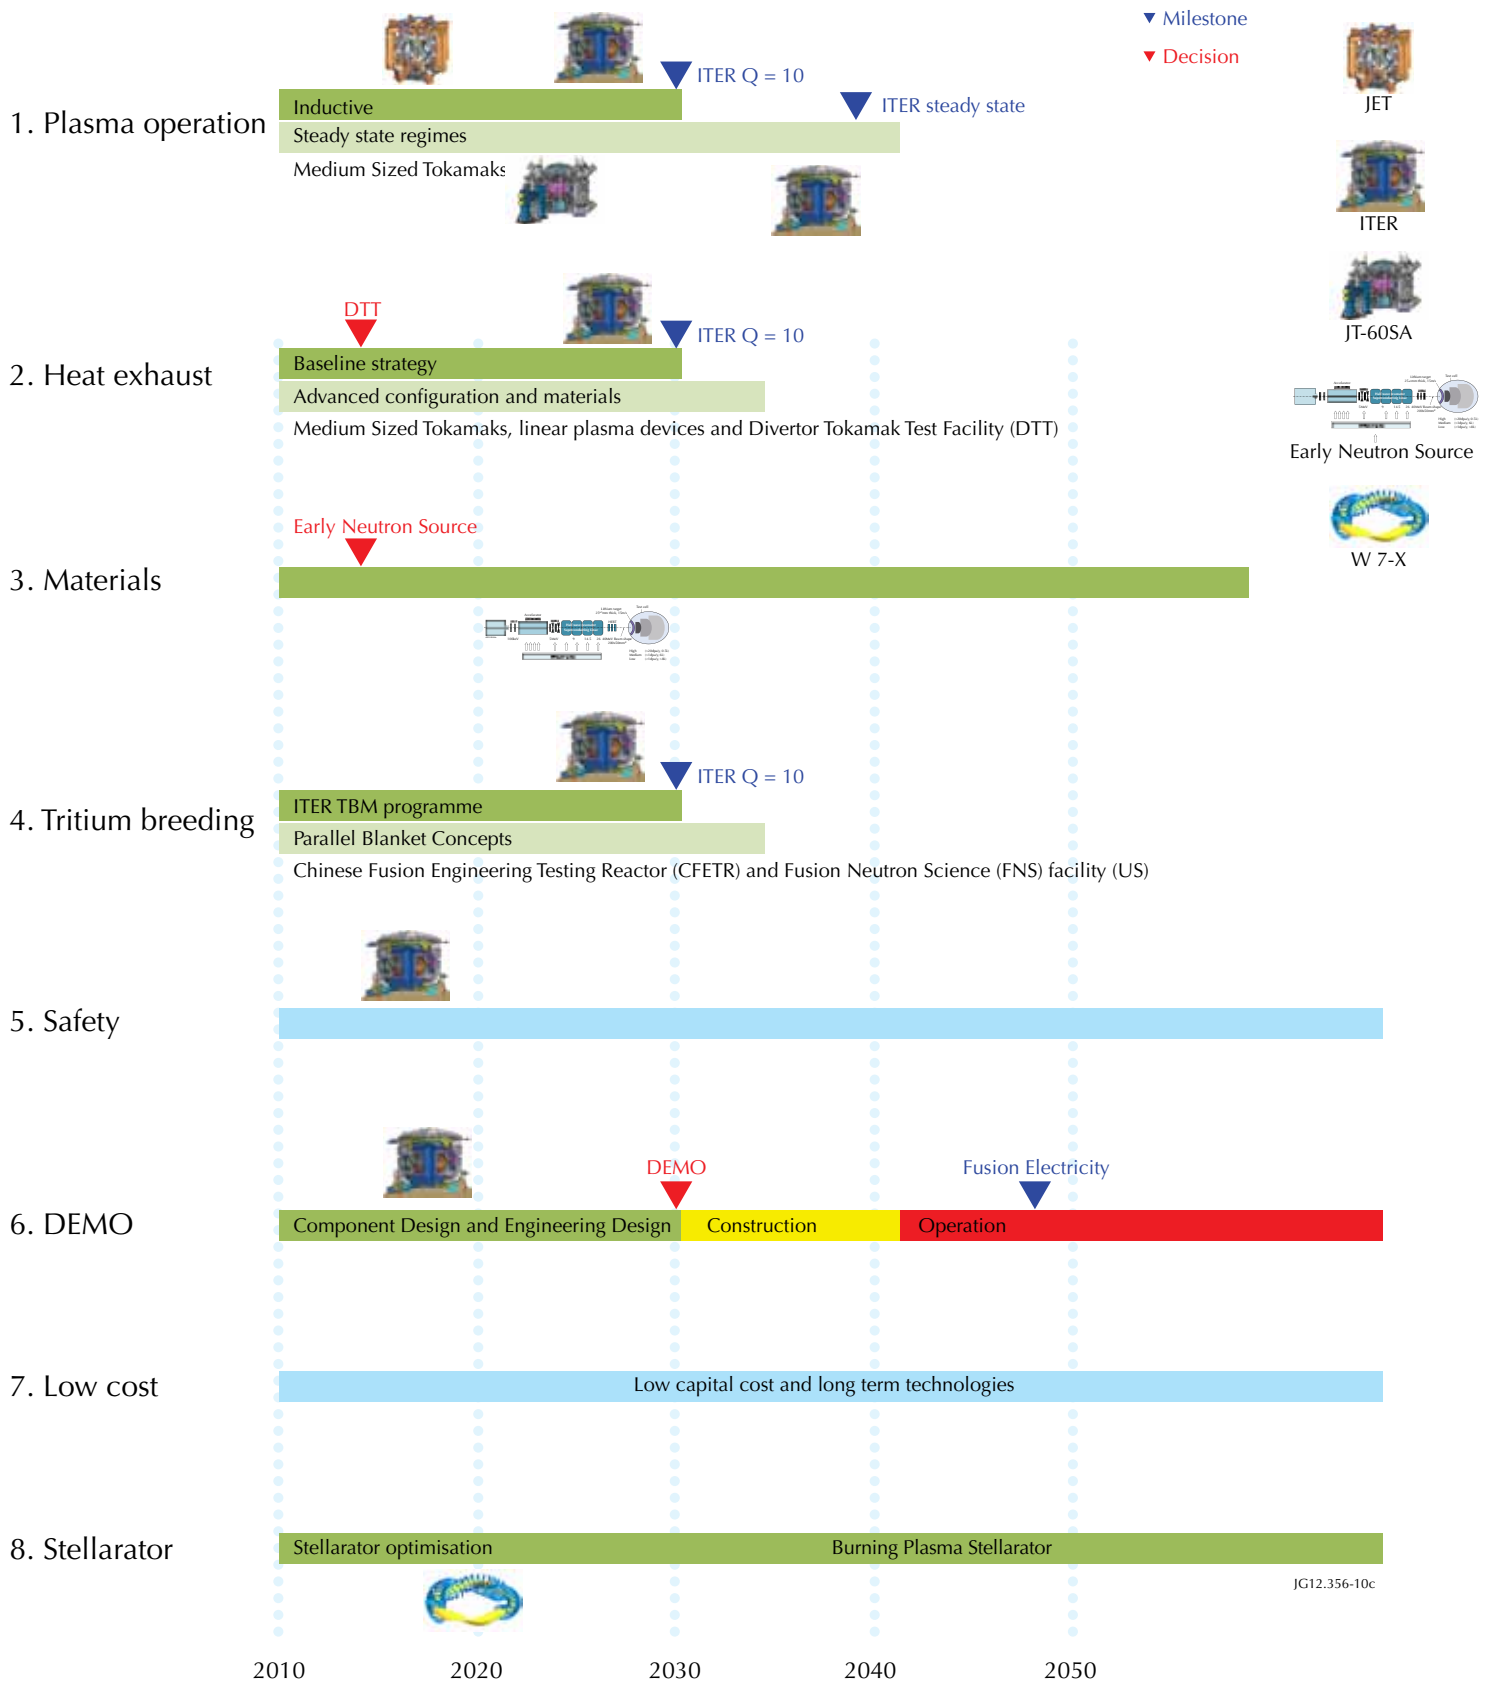 Milestone
Decision
JET
ITER
JT-60SA
Early Neutron Source
W 7-X
1. Plasma operation
ITER Q = 10
Inductive
ITER steady state
Steady state regimes
Medium Sized Tokamaks
2. Heat exhaust
DTT
ITER Q = 10
Baseline strategy
Advanced configuration and materials
Medium Sized Tokamaks, linear plasma devices and Divertor Tokamak Test Facility (DTT)
3. Materials
Early Neutron Source
4. Tritium breeding
ITER Q = 10
ITER TBM programme
Parallel Blanket Concepts
Chinese Fusion Engineering Testing Reactor (CFETR) and Fusion Neutron Science (FNS) facility (US)
5. Safety
6. DEMO
DEMO
Fusion Electricity
Component Design and Engineering Design
Construction
Operation
7. Low cost
Low capital cost and long term technologies
8. Stellarator
Stellarator optimisation
Burning Plasma Stellarator
JG12.356-10c
2010
2020
2030
2040
2050